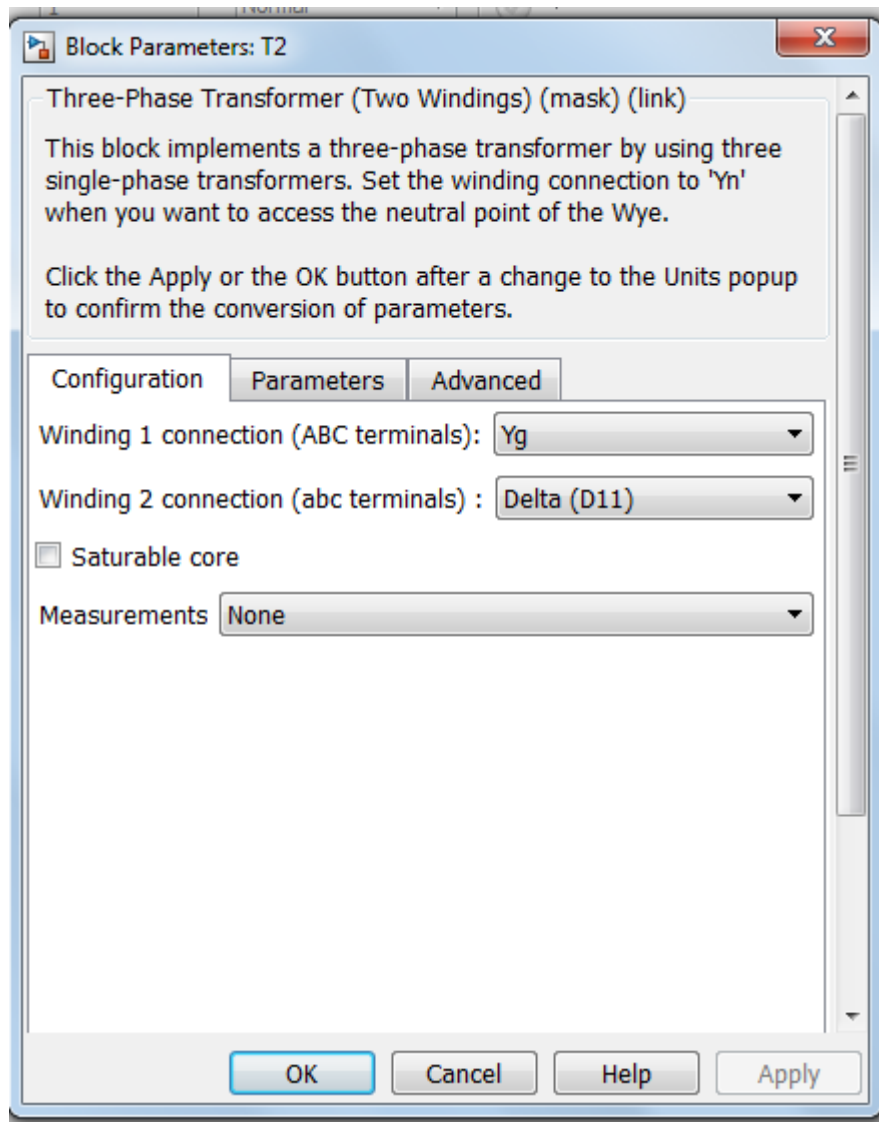 Block Parameters: T2
Three-Phase Transformer (Two Windings) (mask) (link)
This block implements a three-phase transformer by using three
single-phase transformers. Set the winding connection to 'Yn'
when you want to access the neutral point of the Wye.
Click the Apply or the OK button after a change to the Units popup
to confirm the conversion of parameters.
Configuration Parameters Advanced
Winding 1 connection (ABC terminals): Yg
Winding 2 connection (abc terminals) : Delta (D11)
Saturable core
Measurements None
OK Cancel Help Apply